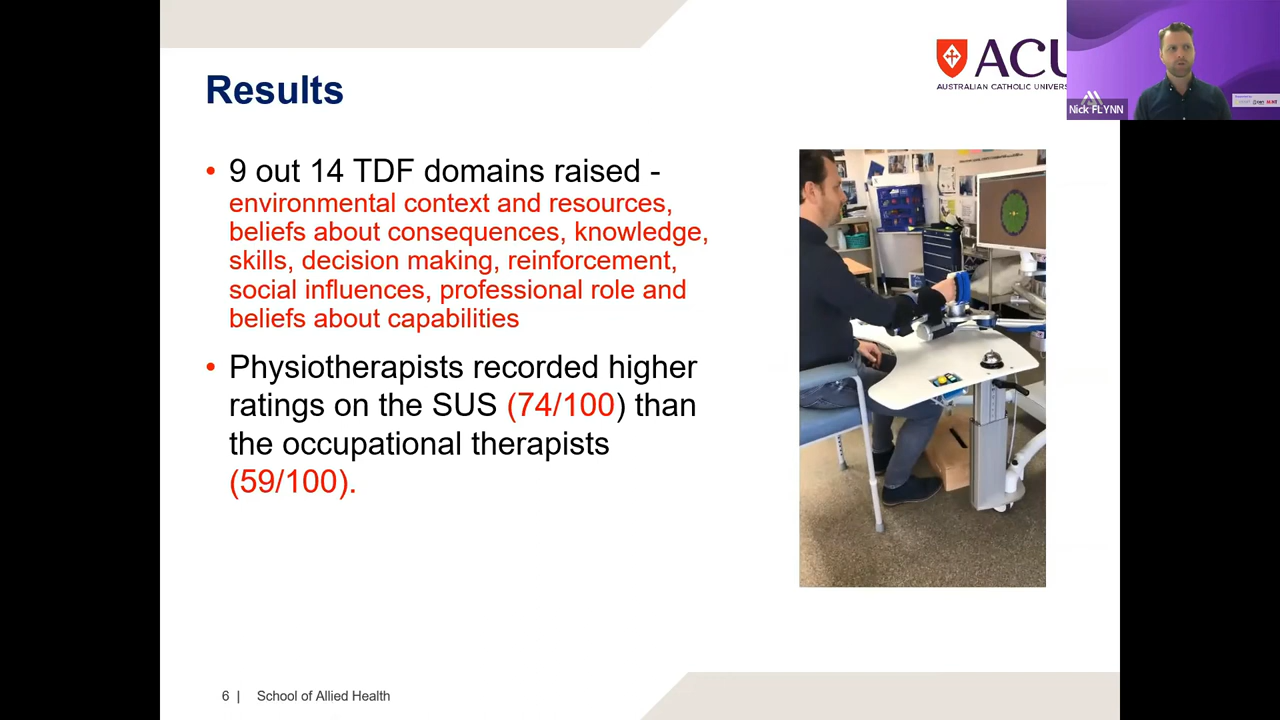 Results
ACU
AUSTRALIAN CATHOLIC UNIVERS
Nick FLYNN
• 9 out 14 TDF domains raised -
environmental context and resources,
beliefs about consequences, knowledge,
skills, decision making, reinforcement,
social influences, professional role and
beliefs about capabilities
• Physiotherapists recorded higher
ratings on the SUS (74/100) than
the occupational therapists
(59/100).
6 | School of Allied Health